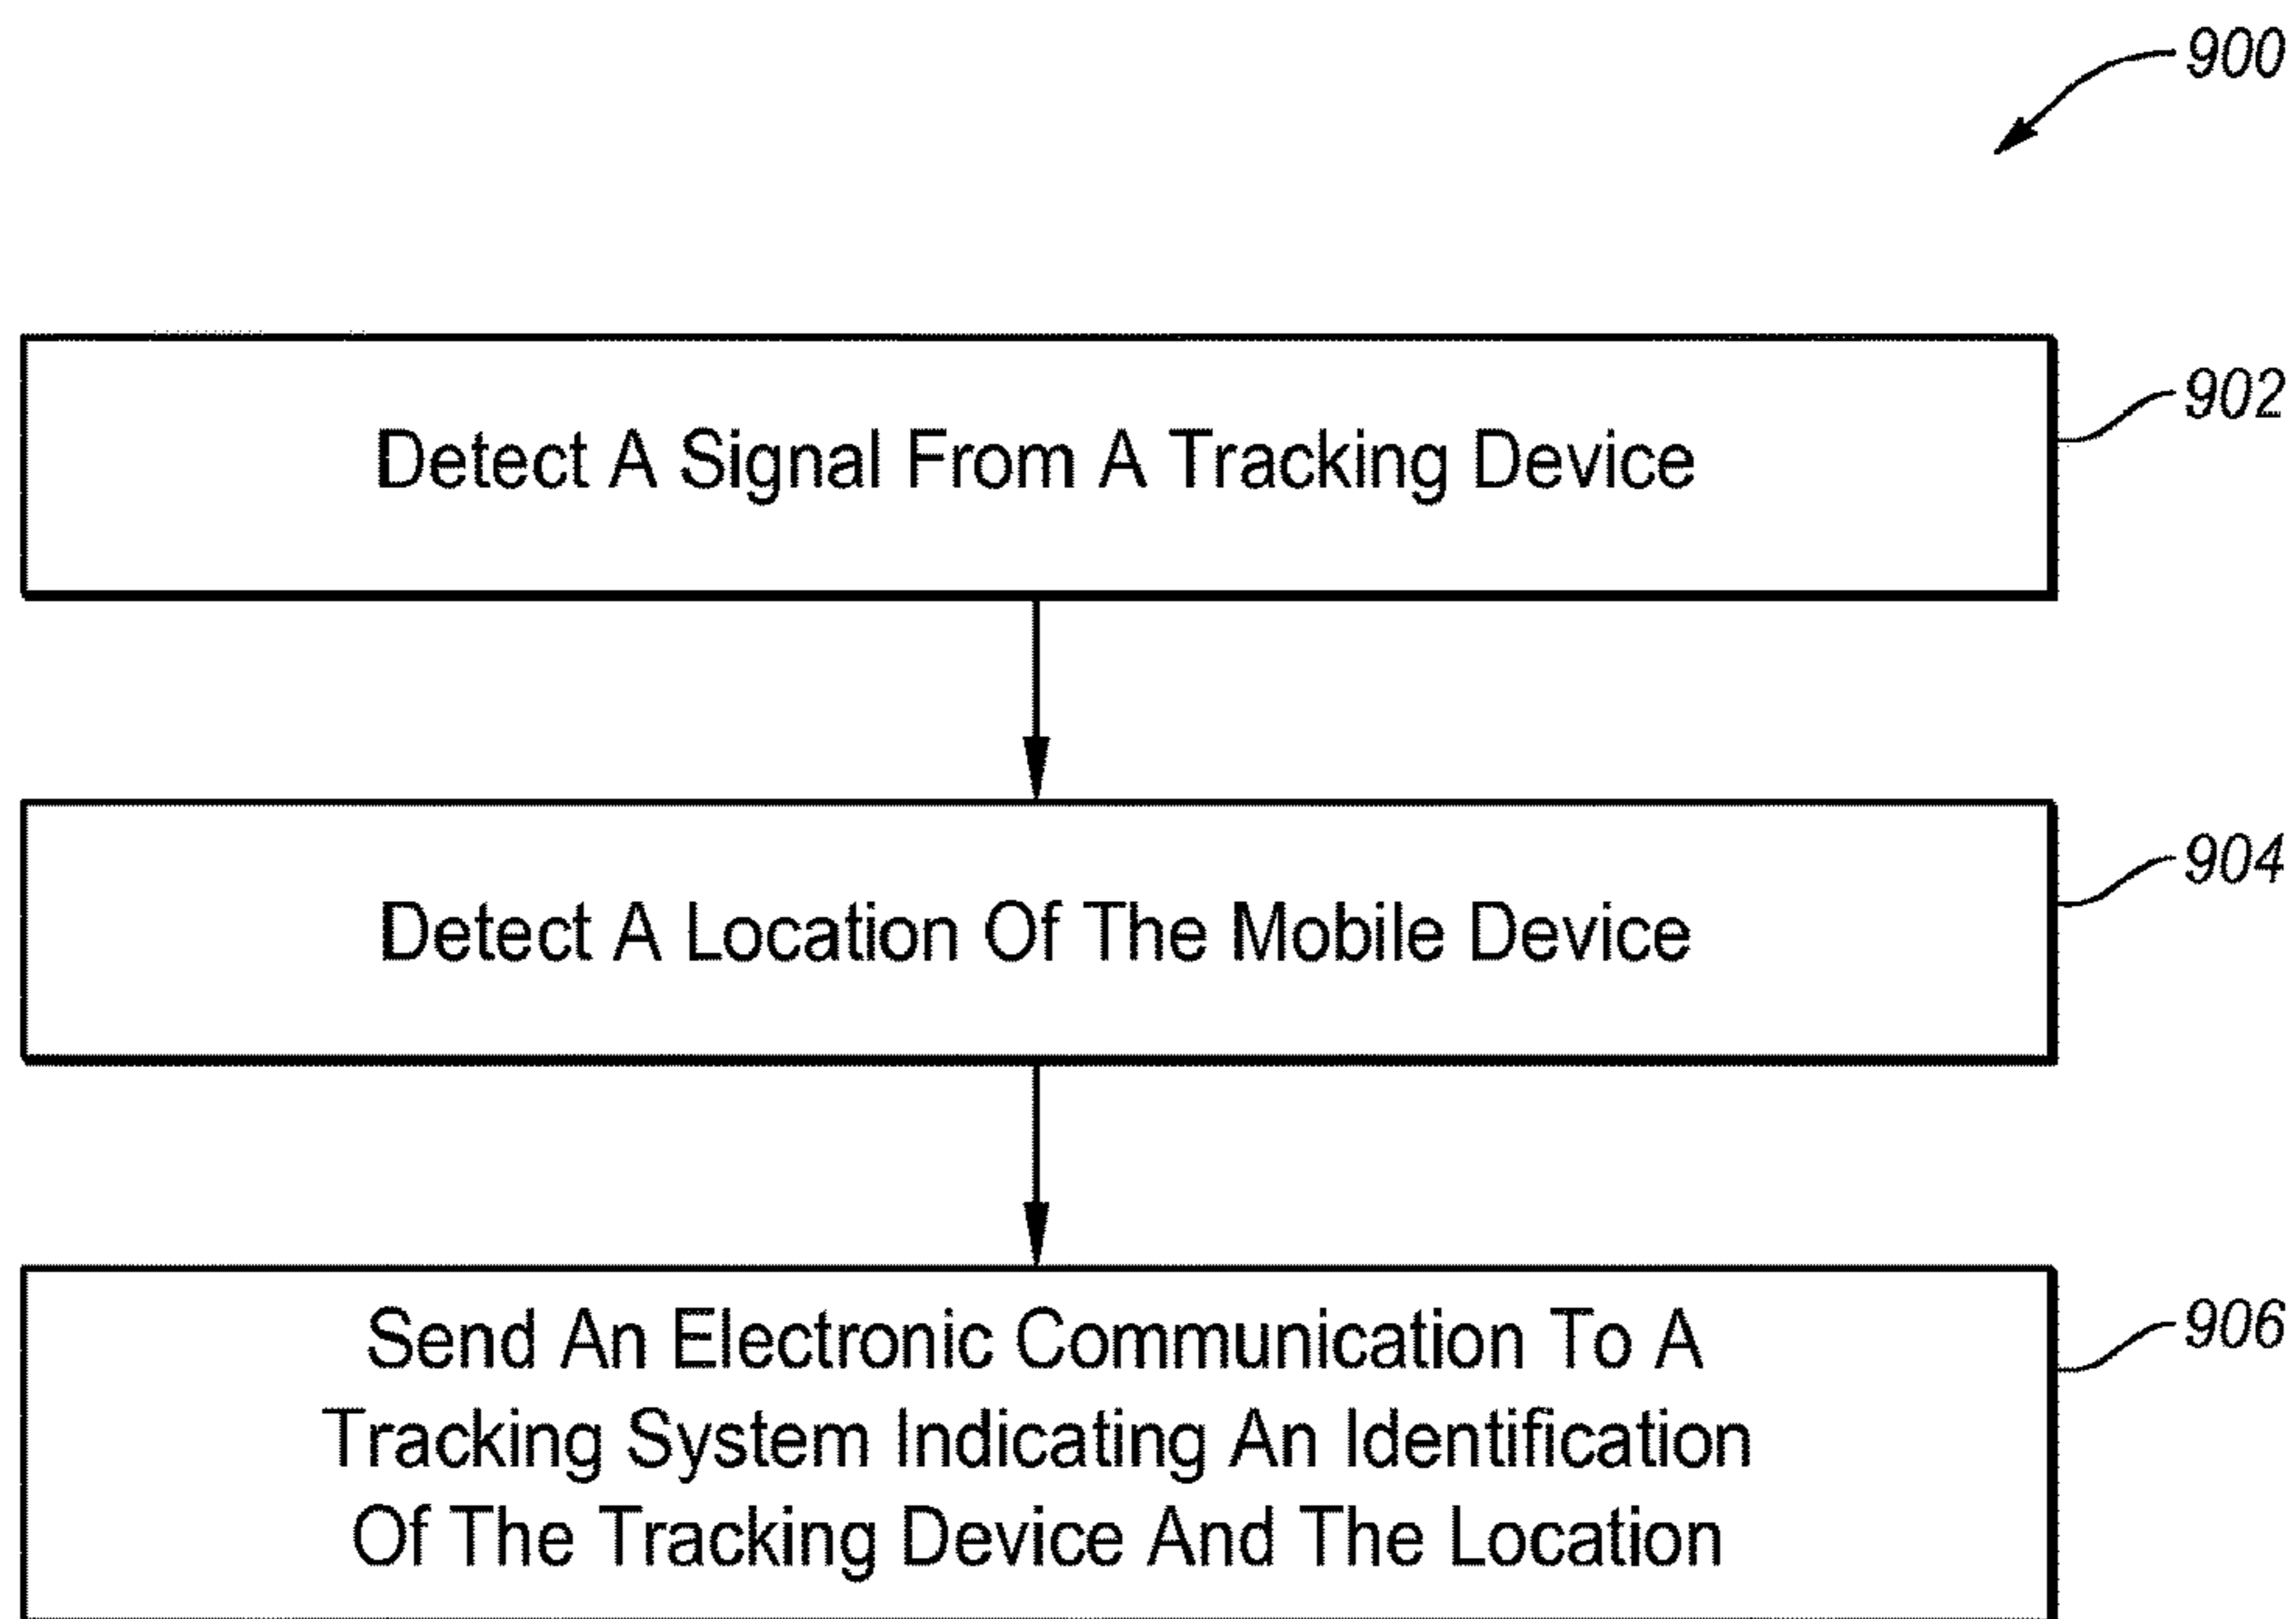 900
Detect A Signal From A Tracking Device
902
Detect A Location Of The Mobile Device
904
Send An Electronic Communication To A
Tracking System Indicating An Identification
Of The Tracking Device And The Location
906